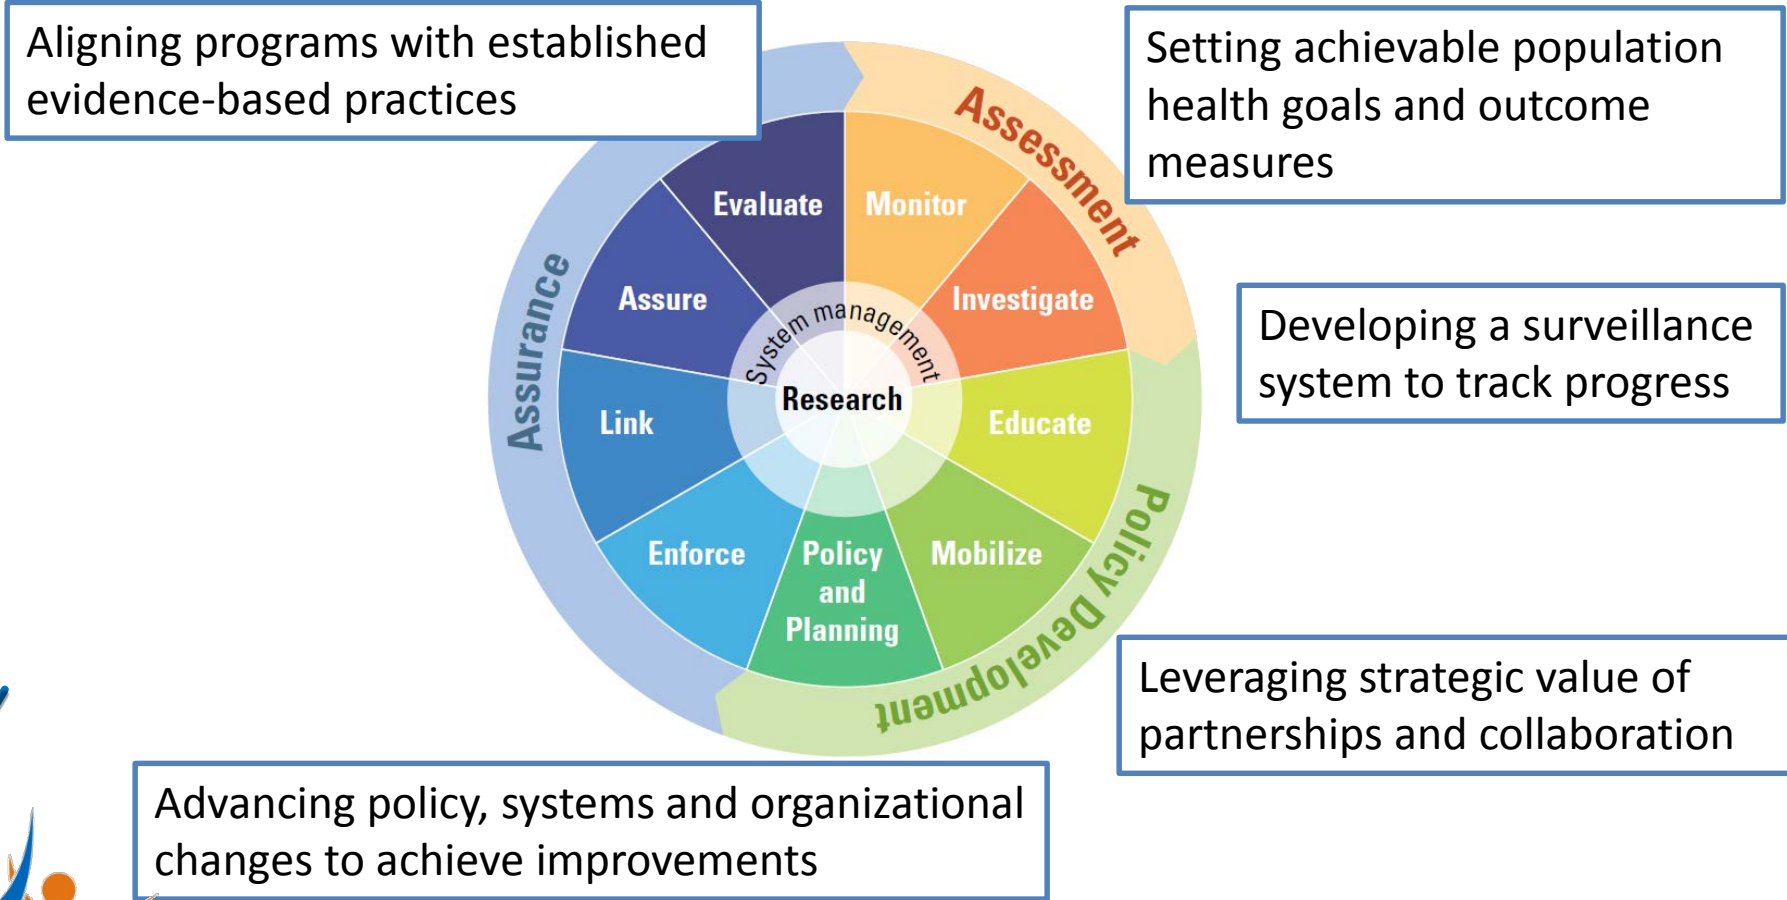 Aligning programs with established
evidence-based practices
Setting achievable population
health goals and outcome
measures
Developing a surveillance
system to track progress
Leveraging strategic value of
partnerships and collaboration
Advancing policy, systems and organizational
changes to achieve improvements
Assessment
Policy Development
Assurance
Evaluate
Monitor
Assure
Investigate
System management
Research
Link
Educate
Enforce
Policy
and
Planning
Mobilize